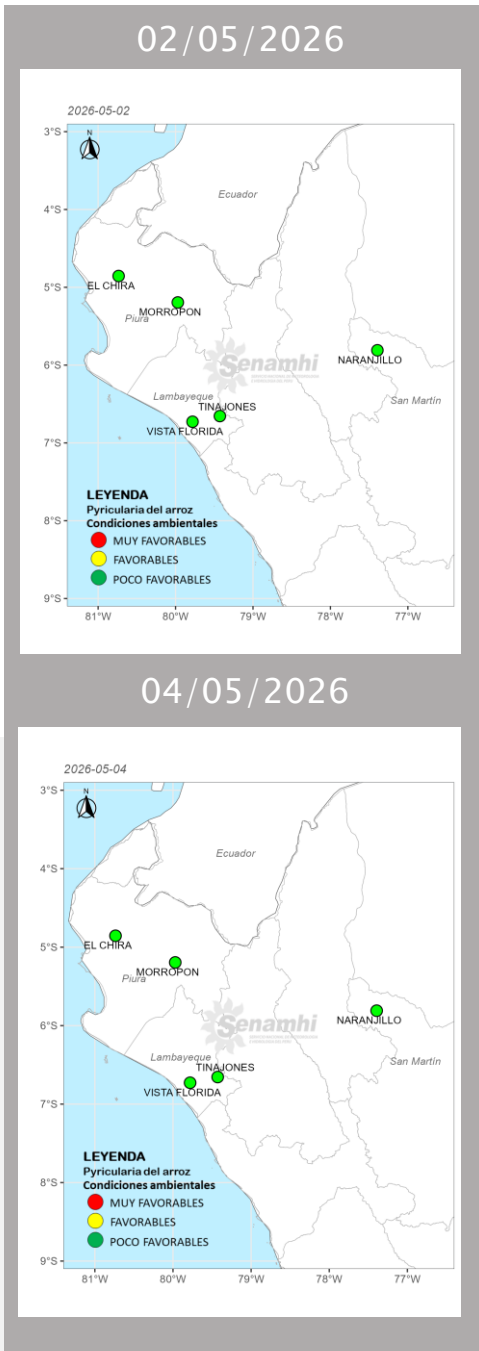 02/05/2026
2026-05-02
N
3°S
Ecuador
4°S
5°S
EL CHIRA
MORROPON
Piura
NARANJILLO
6°S
Senamhi
Lambayeque
San Martín
TINAJONES
VISTA FLORIDA
7°S
LEYENDA
Pyricularia del arroz
Condiciones ambientales
8°S
MUY FAVORABLES
FAVORABLES
POCO FAVORABLES
9°S
81°W 80°W 79°W 78°W 77°W
04/05/2026
2026-05-04
N
3°S
Ecuador
4°S
5°S
EL CHIRA
MORROPON
Piura
NARANJILLO
6°S
Senamhi
Lambayeque
San Martín
TINAJONES
VISTA FLORIDA
7°S
LEYENDA
Pyricularia del arroz
Condiciones ambientales
8°S
MUY FAVORABLES
FAVORABLES
POCO FAVORABLES
9°S
81°W 80°W 79°W 78°W 77°W